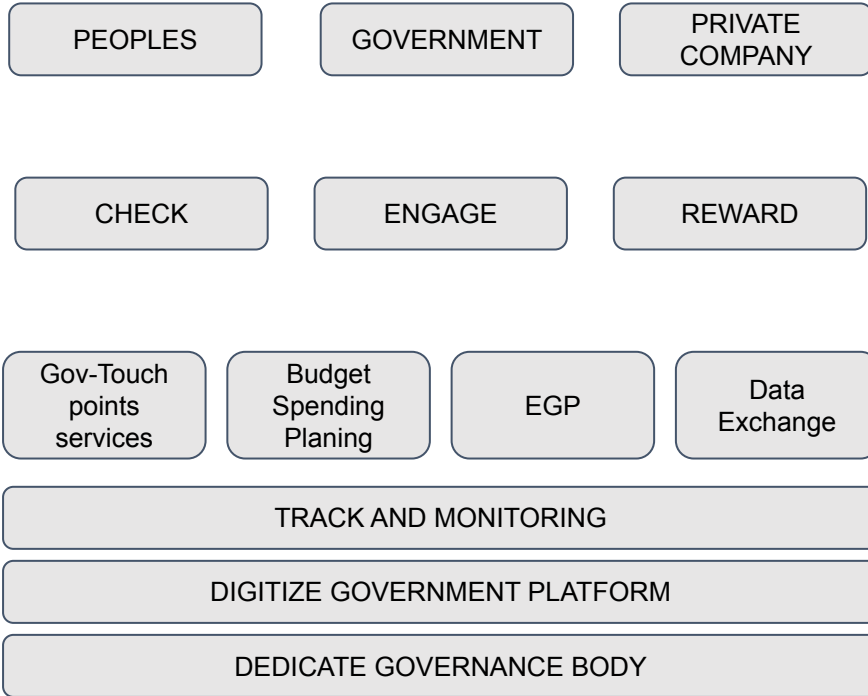 PEOPLES
GOVERNMENT
PRIVATE
COMPANY
CHECK
ENGAGE
REWARD
Gov-Touch
points
services
Budget
Spending
Planing
EGP
Data
Exchange
TRACK AND MONITORING
DIGITIZE GOVERNMENT PLATFORM
DEDICATE GOVERNANCE BODY